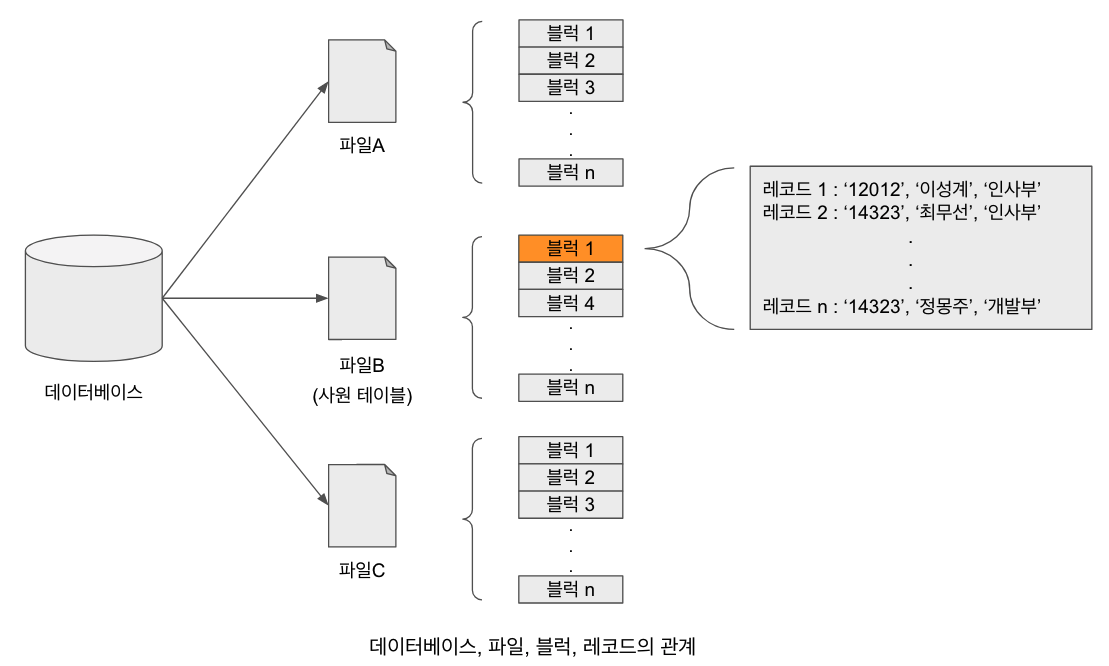 데이터베이스
파일A
블럭 1
블럭 2
블럭 3
.
.
.
블럭 n
파일B
(사원 테이블)
블럭 1
블럭 2
블럭 4
.
.
.
블럭 n
레코드 1 : ‘12012’, ‘이성계’, ‘인사부’
레코드 2 : ‘14323’, ‘최무선’, ‘인사부’
.
.
.
레코드 n : ‘14323’, ‘정몽주’, ‘개발부’
파일C
블럭 1
블럭 2
블럭 3
.
.
.
블럭 n
데이터베이스, 파일, 블럭, 레코드의 관계